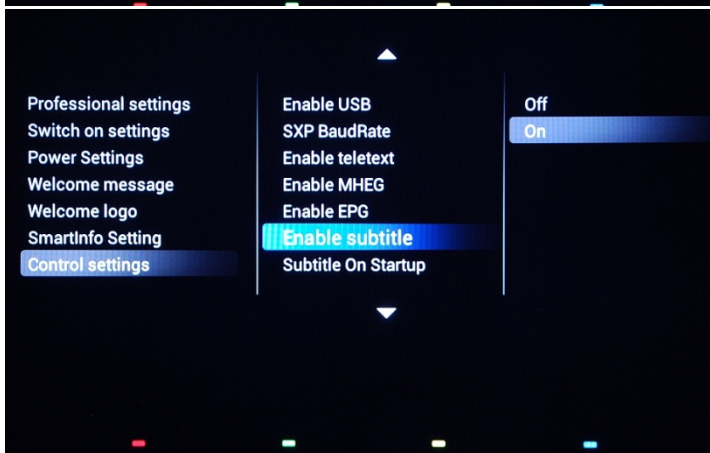 Professional settings
Switch on settings
Power Settings
Welcome message
Welcome logo
SmartInfo Setting
Control settings
Enable USB
SXP BaudRate
Enable teletext
Enable MHEG
Enable EPG
Enable subtitle
Subtitle On Startup
Off
On